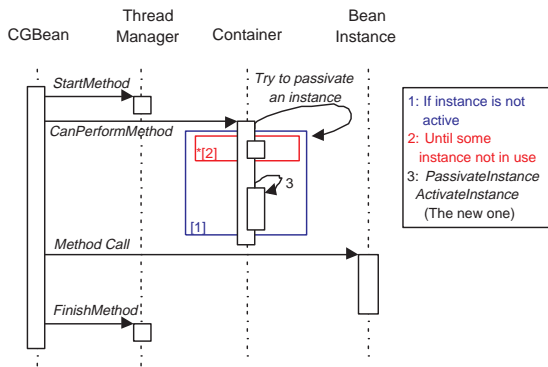 CGBean
Thread
Manager
Container
Bean
Instance
StartMethod
Try to passivate
an instance
CanPerformMethod
*[2]
3
[1]
Method Call
FinishMethod
1: If instance is not
active
2: Until some
instance not in use
3: PassivateInstance
ActivateInstance
(The new one)